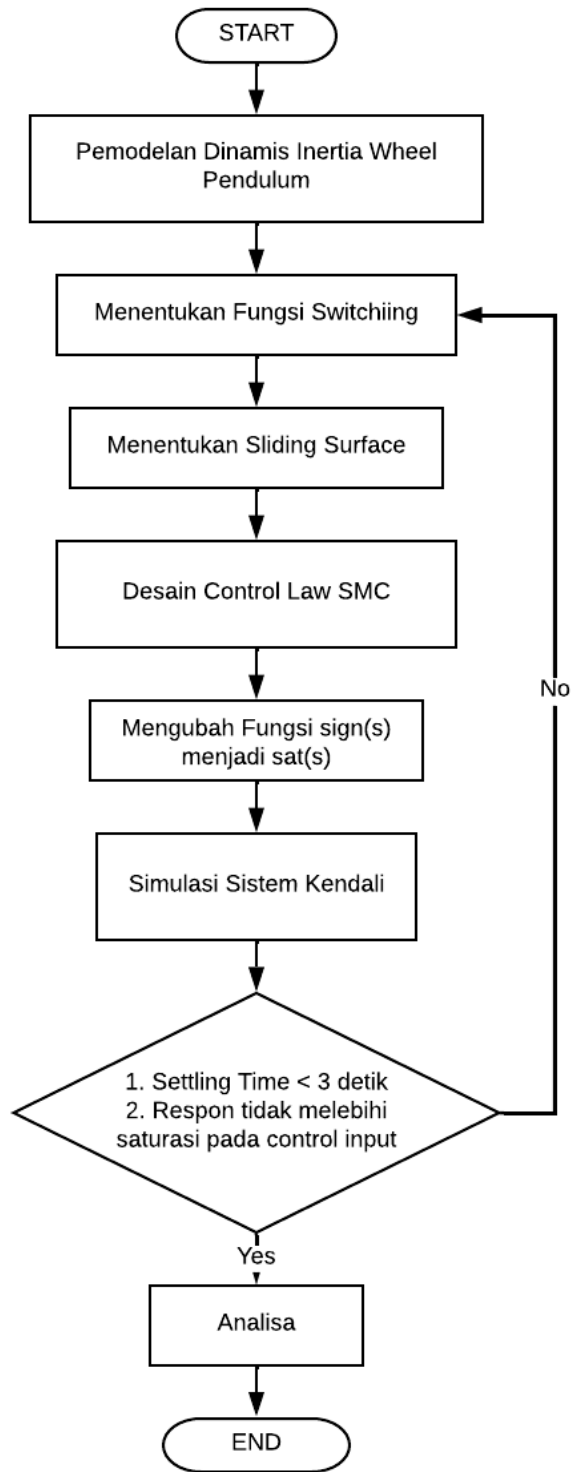 START
Pemodelan Dinamis Inertia Wheel
Pendulum
Menentukan Fungsi Switchiing
Menentukan Sliding Surface
Desain Control Law SMC
No
Mengubah Fungsi sign(s)
menjadi sat(s)
Simulasi Sistem Kendali
1. Settling Time < 3 detik
2. Respon tidak melebihi
saturasi pada control input
Yes
Analisa
END